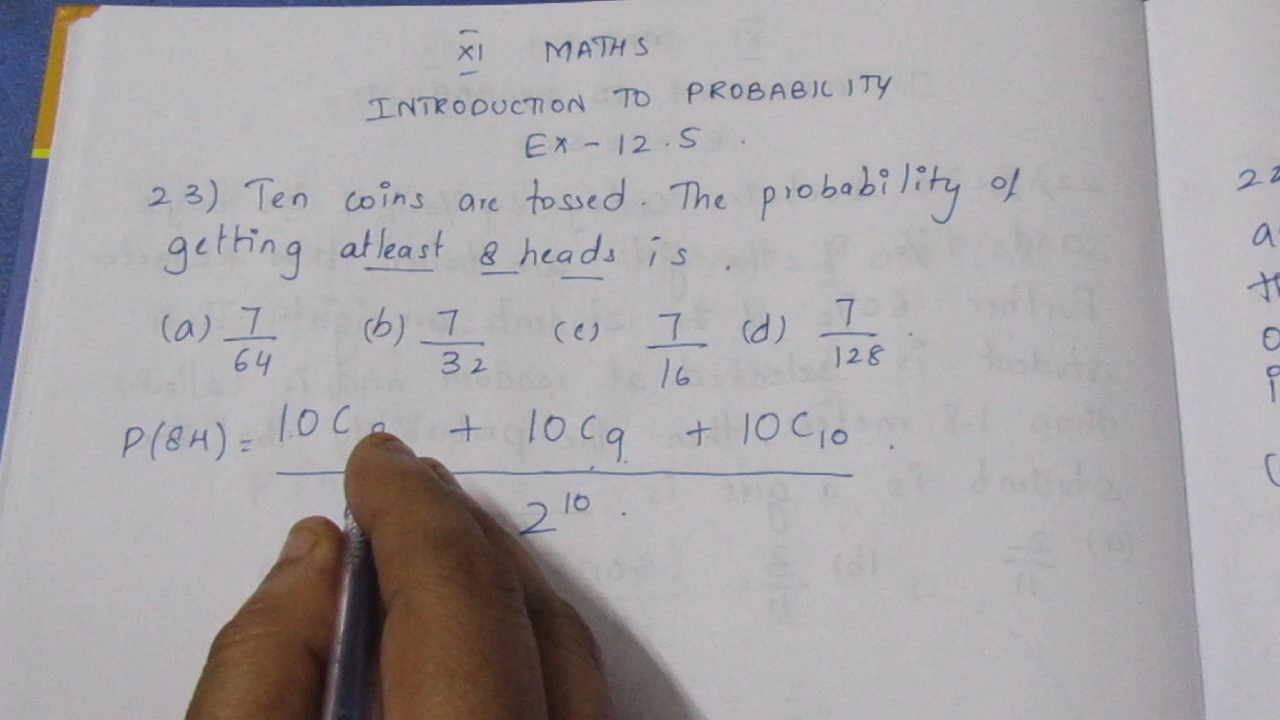 XI MATHS
INTRODUCTION TO PROBABILITY
Ex - 12.5.
23) Ten coins are tossed. The probability of
getting atleast 8 heads is.
(a) 7/64 (b) 7/32 (c) 7/16 (d) 7/128.
P(8H) = 10C + 10C9 + 10C10.
2^10.